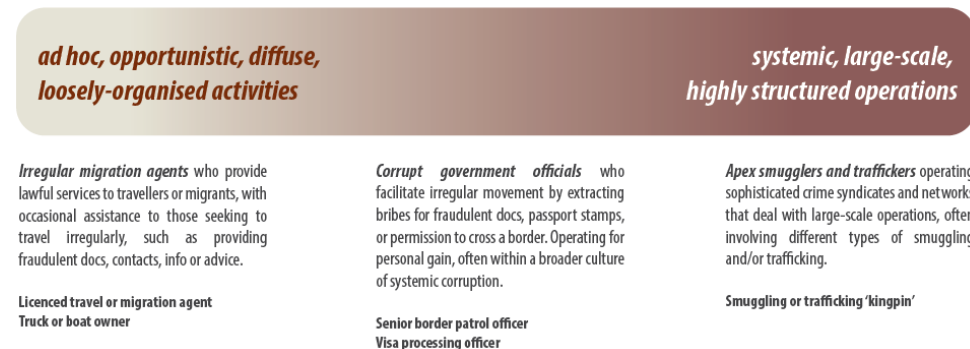 ad hoc, opportunistic, diffuse,
loosely-organised activities
systemic, large-scale,
highly structured operations
Irregular migration agents who provide
lawful services to travellers or migrants, with
occasional assistance to those seeking to
travel irregularly, such as providing
fraudulent docs, contacts, info or advice.
Licenced travel or migration agent
Truck or boat owner
Corrupt government officials who
facilitate irregular movement by extracting
bribes for fraudulent docs, passport stamps,
or permission to cross a border. Operating for
personal gain, often within a broader culture
of systemic corruption.
Senior border patrol officer
Visa processing officer
Apex smugglers and traffickers operating
sophisticated crime syndicates and networks
that deal with large-scale operations, often
involving different types of smuggling
and/or trafficking.
Smuggling or trafficking ‘kingpin’